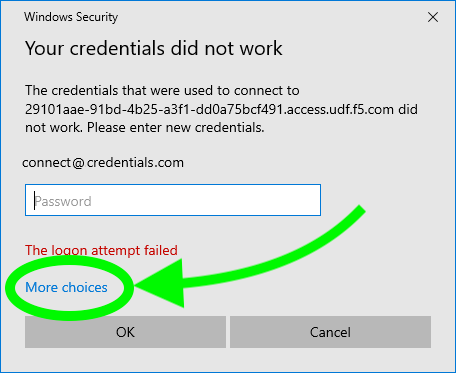 Windows Security
Your credentials did not work
The credentials that were used to connect to
29101aae-91bd-4b25-a3f1-dd0a75bcf491.access.udf.f5.com did
not work. Please enter new credentials.
connect@credentials.com
Password
The logon attempt failed
More choices
OK
Cancel